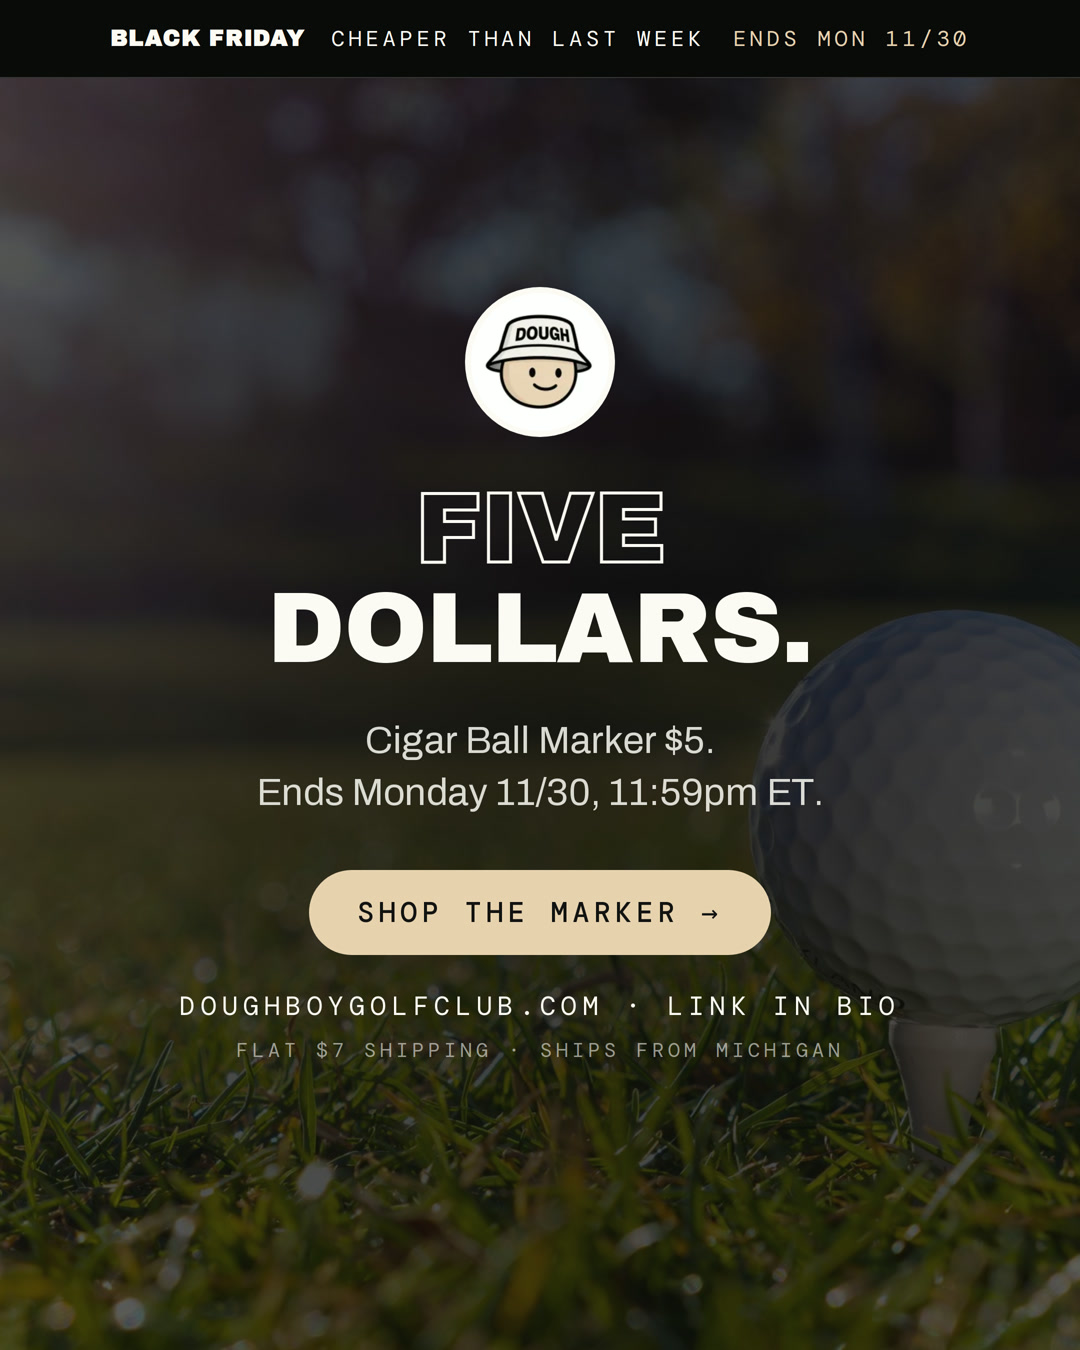 BLACK FRIDAY CHEAPER THAN LAST WEEK ENDS MON 11/30
DOUGH
FIVE
DOLLARS.
Cigar Ball Marker $5.
Ends Monday 11/30, 11:59pm ET.
SHOP THE MARKER →
DOUGHBOYGOLFCLUB.COM · LINK IN BIO
FLAT $7 SHIPPING · SHIPS FROM MICHIGAN